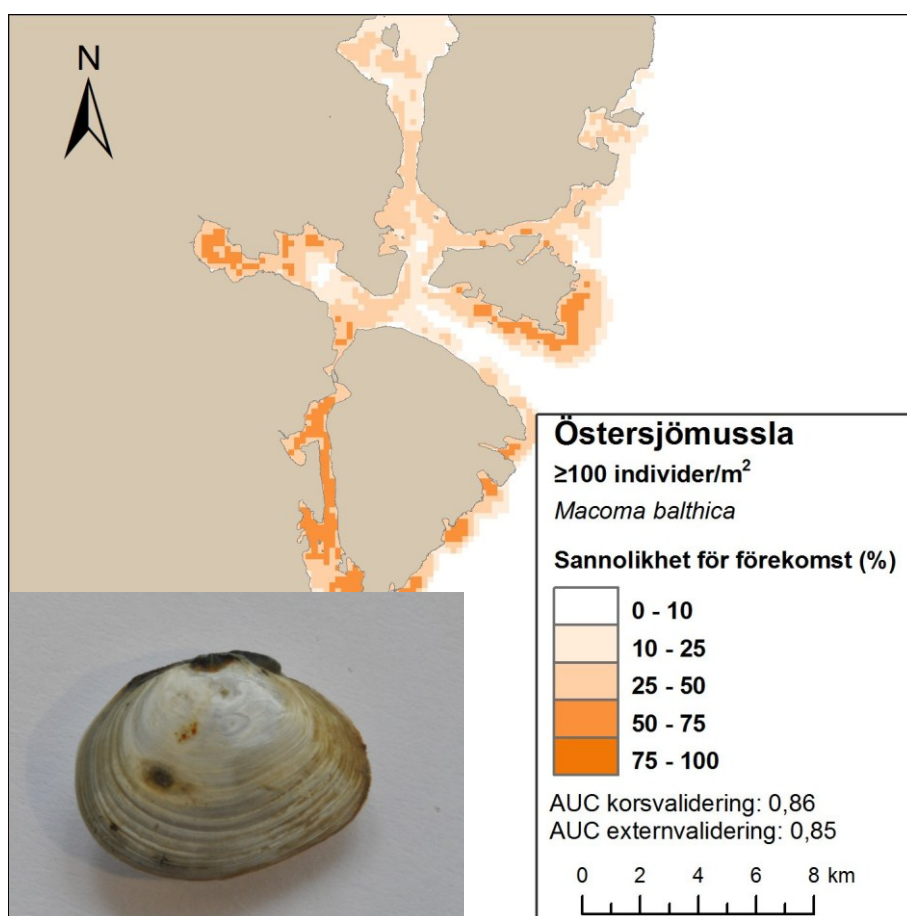 N
Östersjömussla
≥100 individer/m²
Macoma balthica
Sannolikhet för förekomst (%)
0 - 10
10 - 25
25 - 50
50 - 75
75 - 100
AUC korsvalidering: 0,86
AUC externvalidering: 0,85
0 2 4 6 8 km